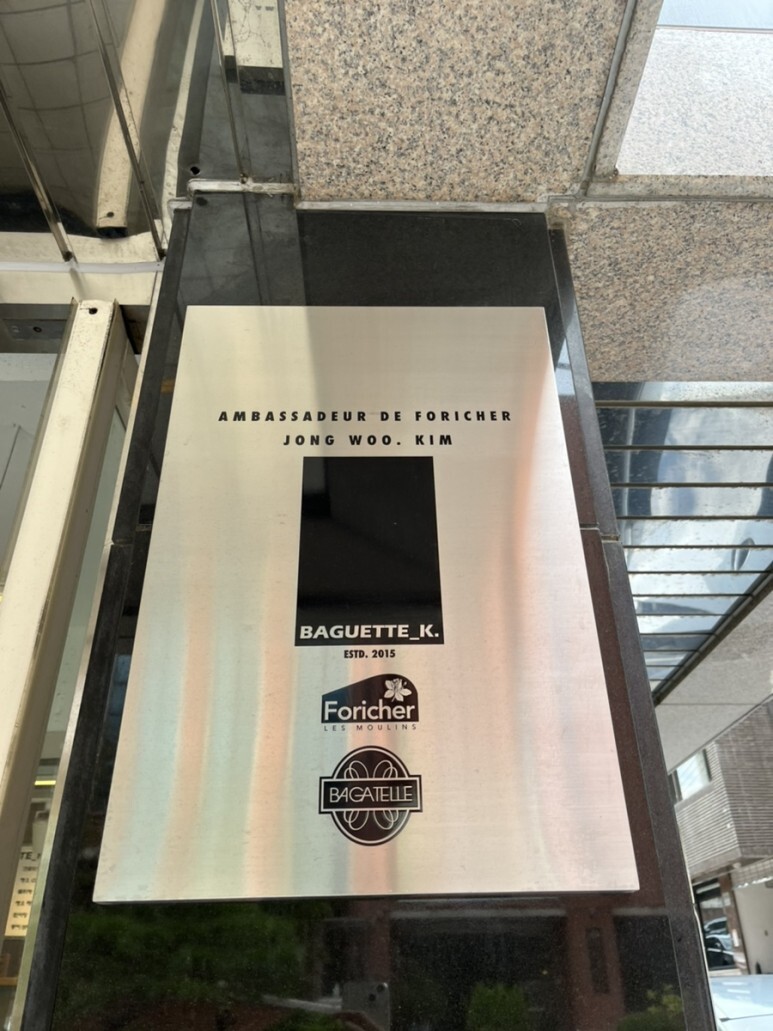 AMBASSADEUR DE FORICHER
JONG WOO. KIM
BAGUETTE_K.
ESTD. 2015
Foricher
LES MOULINS
BAGATELLE